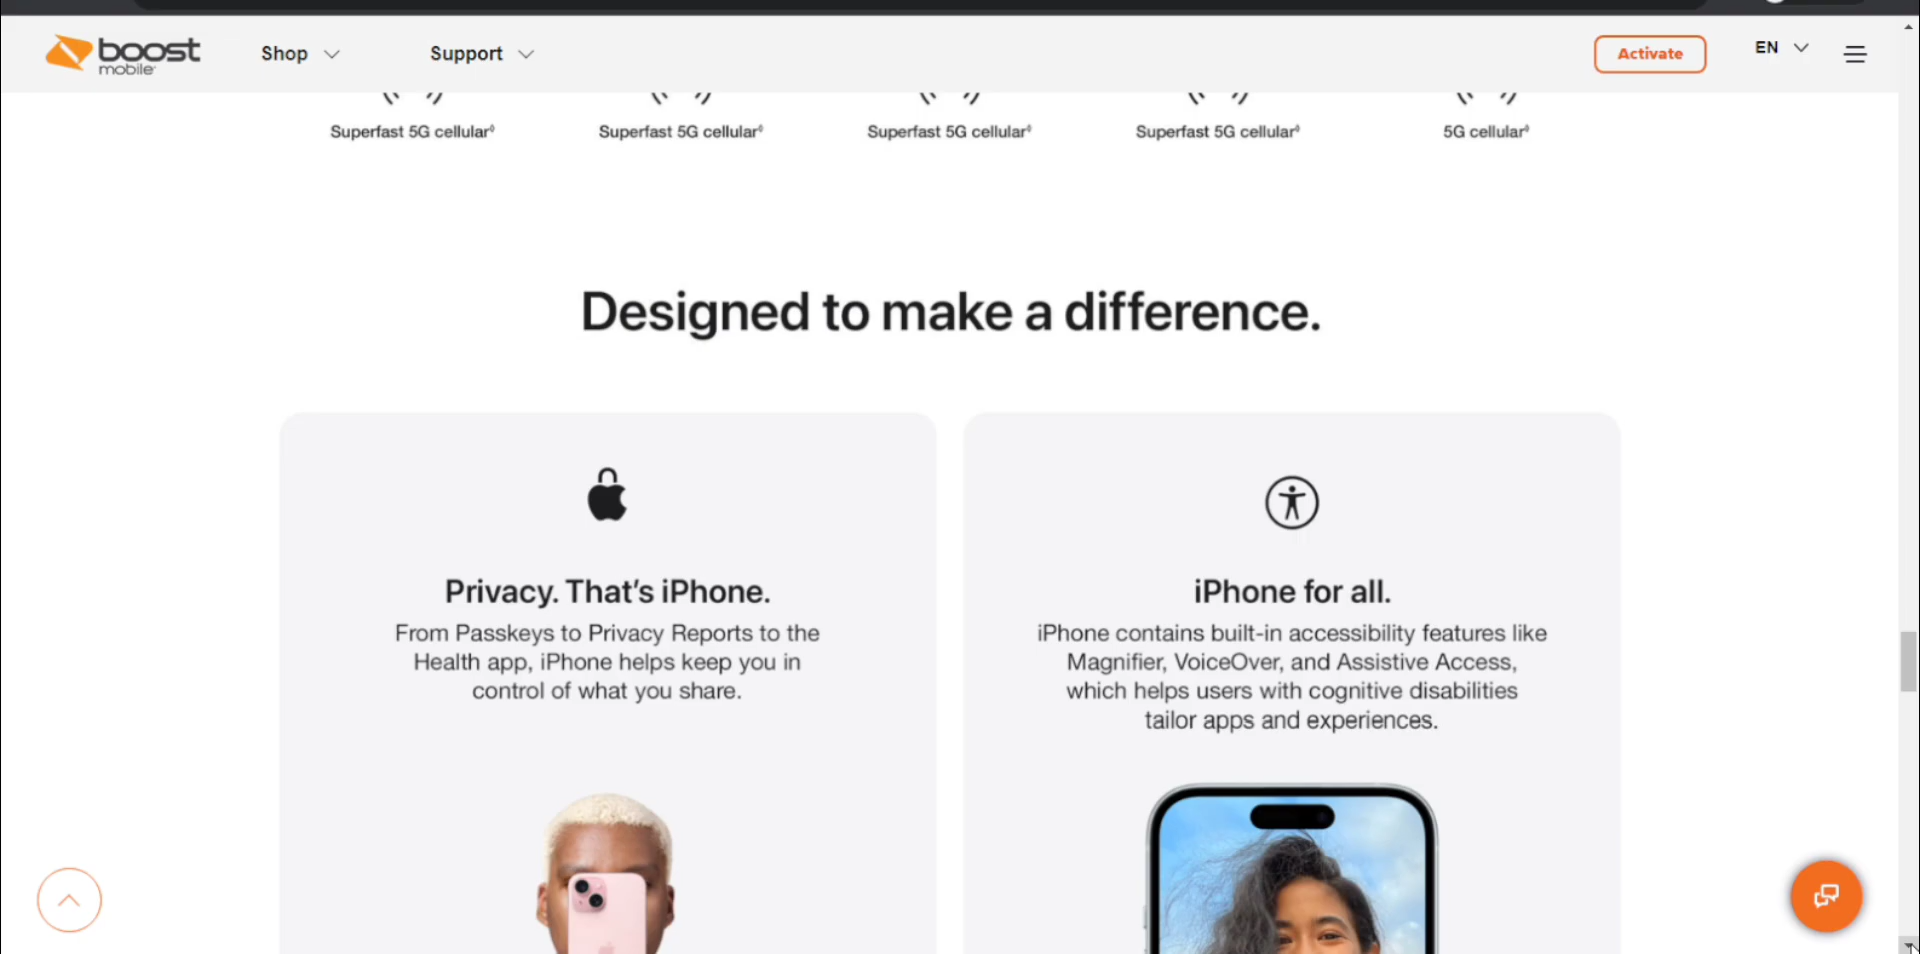 boost
mobile
Shop
Support
Activate
EN
Superfast 5G cellular◊
Superfast 5G cellular◊
Superfast 5G cellular◊
Superfast 5G cellular◊
5G cellular◊
Designed to make a difference.
Privacy. That's iPhone.
From Passkeys to Privacy Reports to the
Health app, iPhone helps keep you in
control of what you share.
iPhone for all.
iPhone contains built-in accessibility features like
Magnifier, VoiceOver, and Assistive Access,
which helps users with cognitive disabilities
tailor apps and experiences.